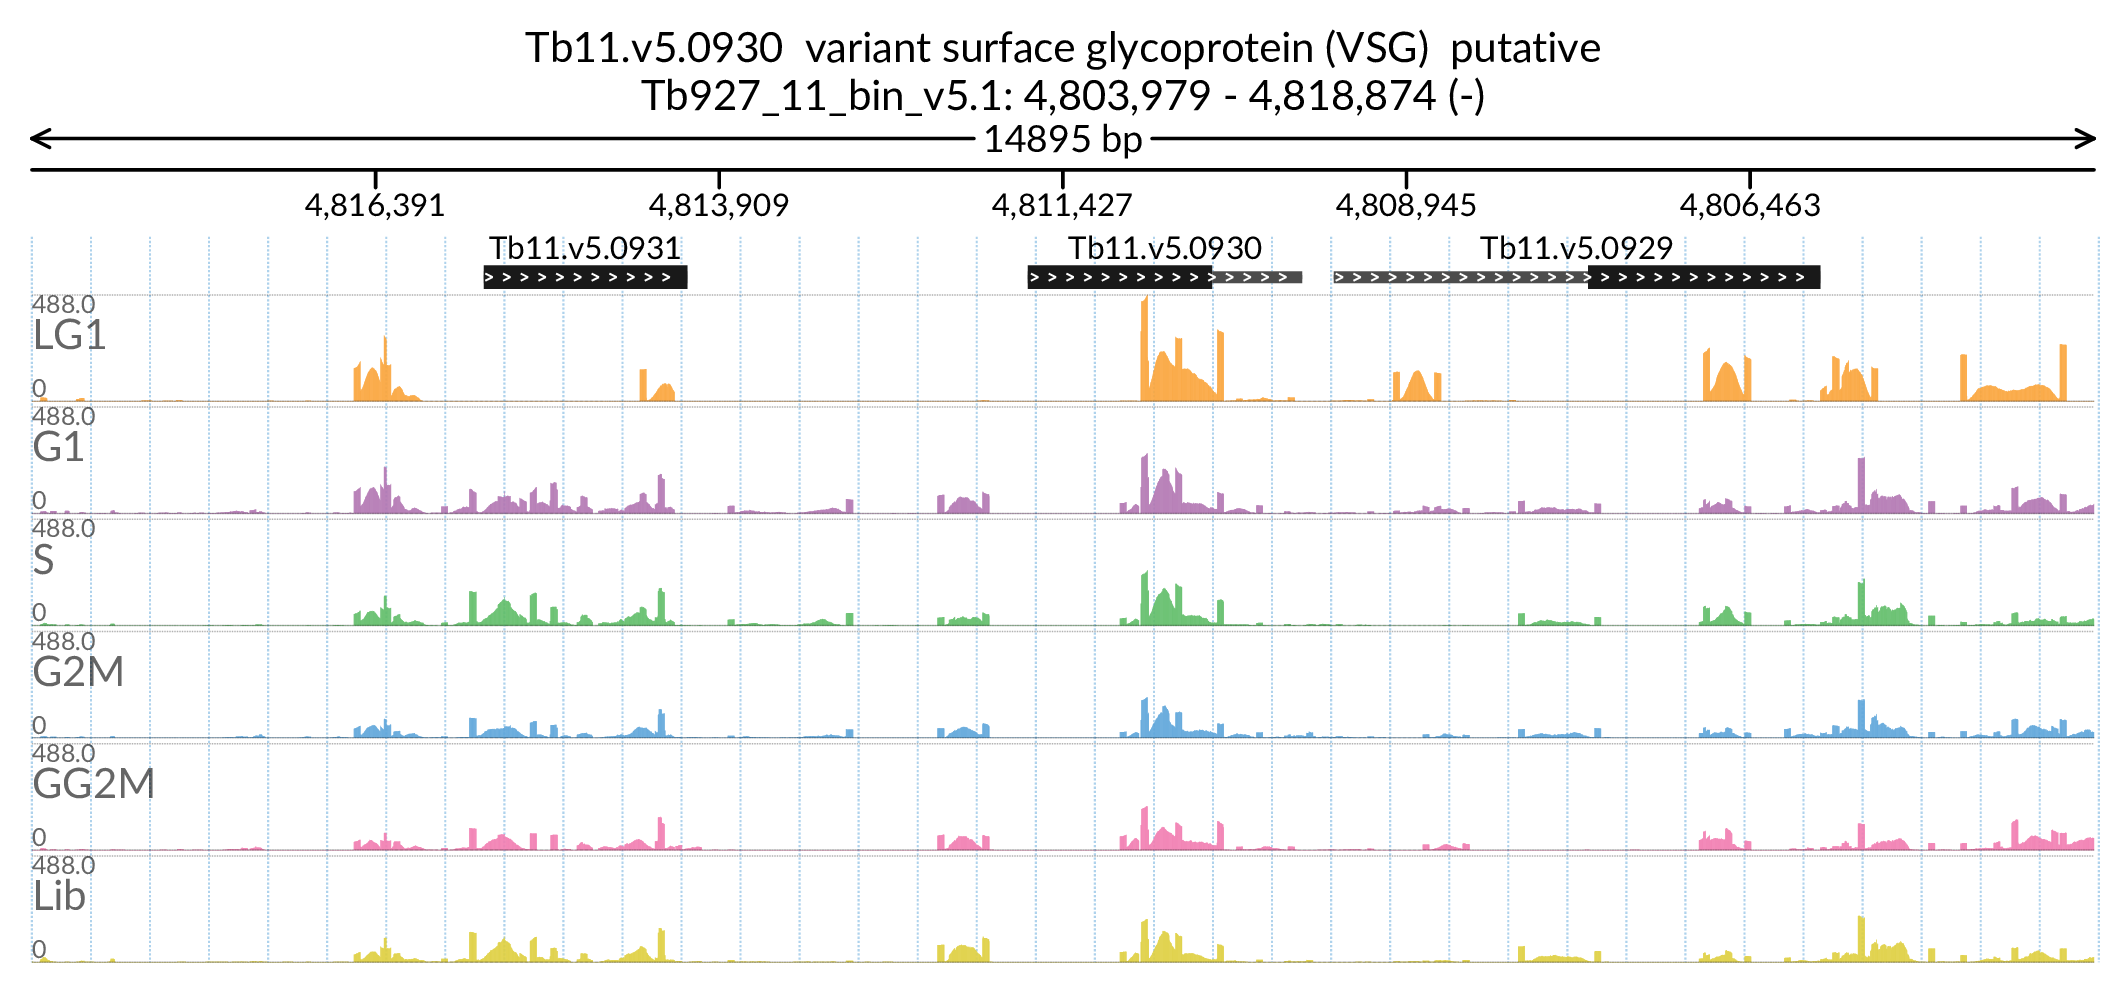 Tb11.v5.0930 variant surface glycoprotein (VSG) putative
Tb927_11_bin_v5.1: 4,803,979 - 4,818,874 (-)
14895 bp
4,816,391 4,813,909 4,811,427 4,808,945 4,806,463
Tb11.v5.0931 Tb11.v5.0930 Tb11.v5.0929
488.0
LG1
0
488.0
G1
0
488.0
S
0
488.0
G2M
0
488.0
GG2M
0
488.0
Lib
0